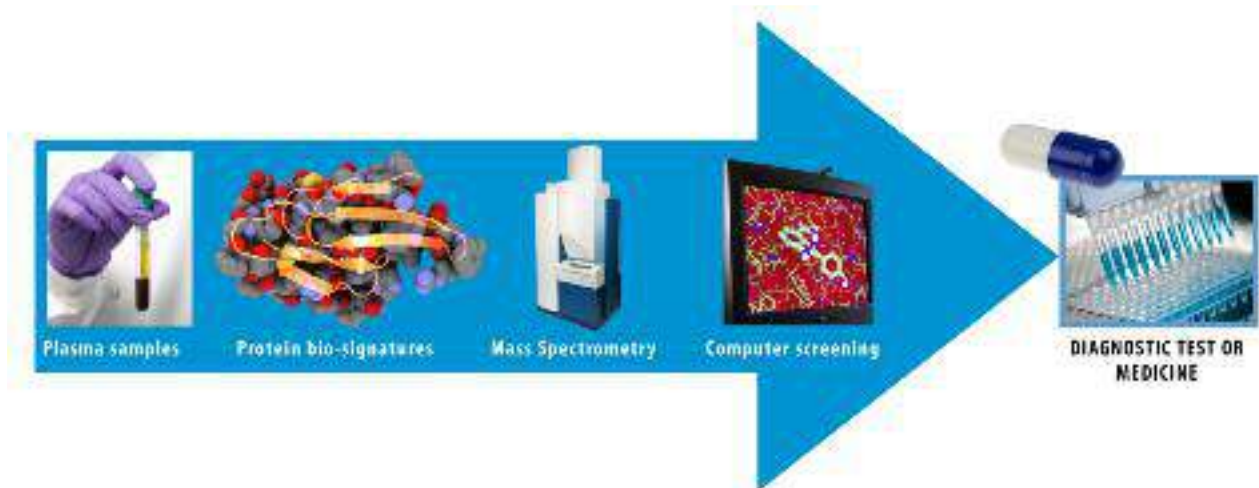 Plasma samples
Protein bio-signatures
Mass Spectrometry
Computer screening
DIAGNOSTIC TEST OR
MEDICINE